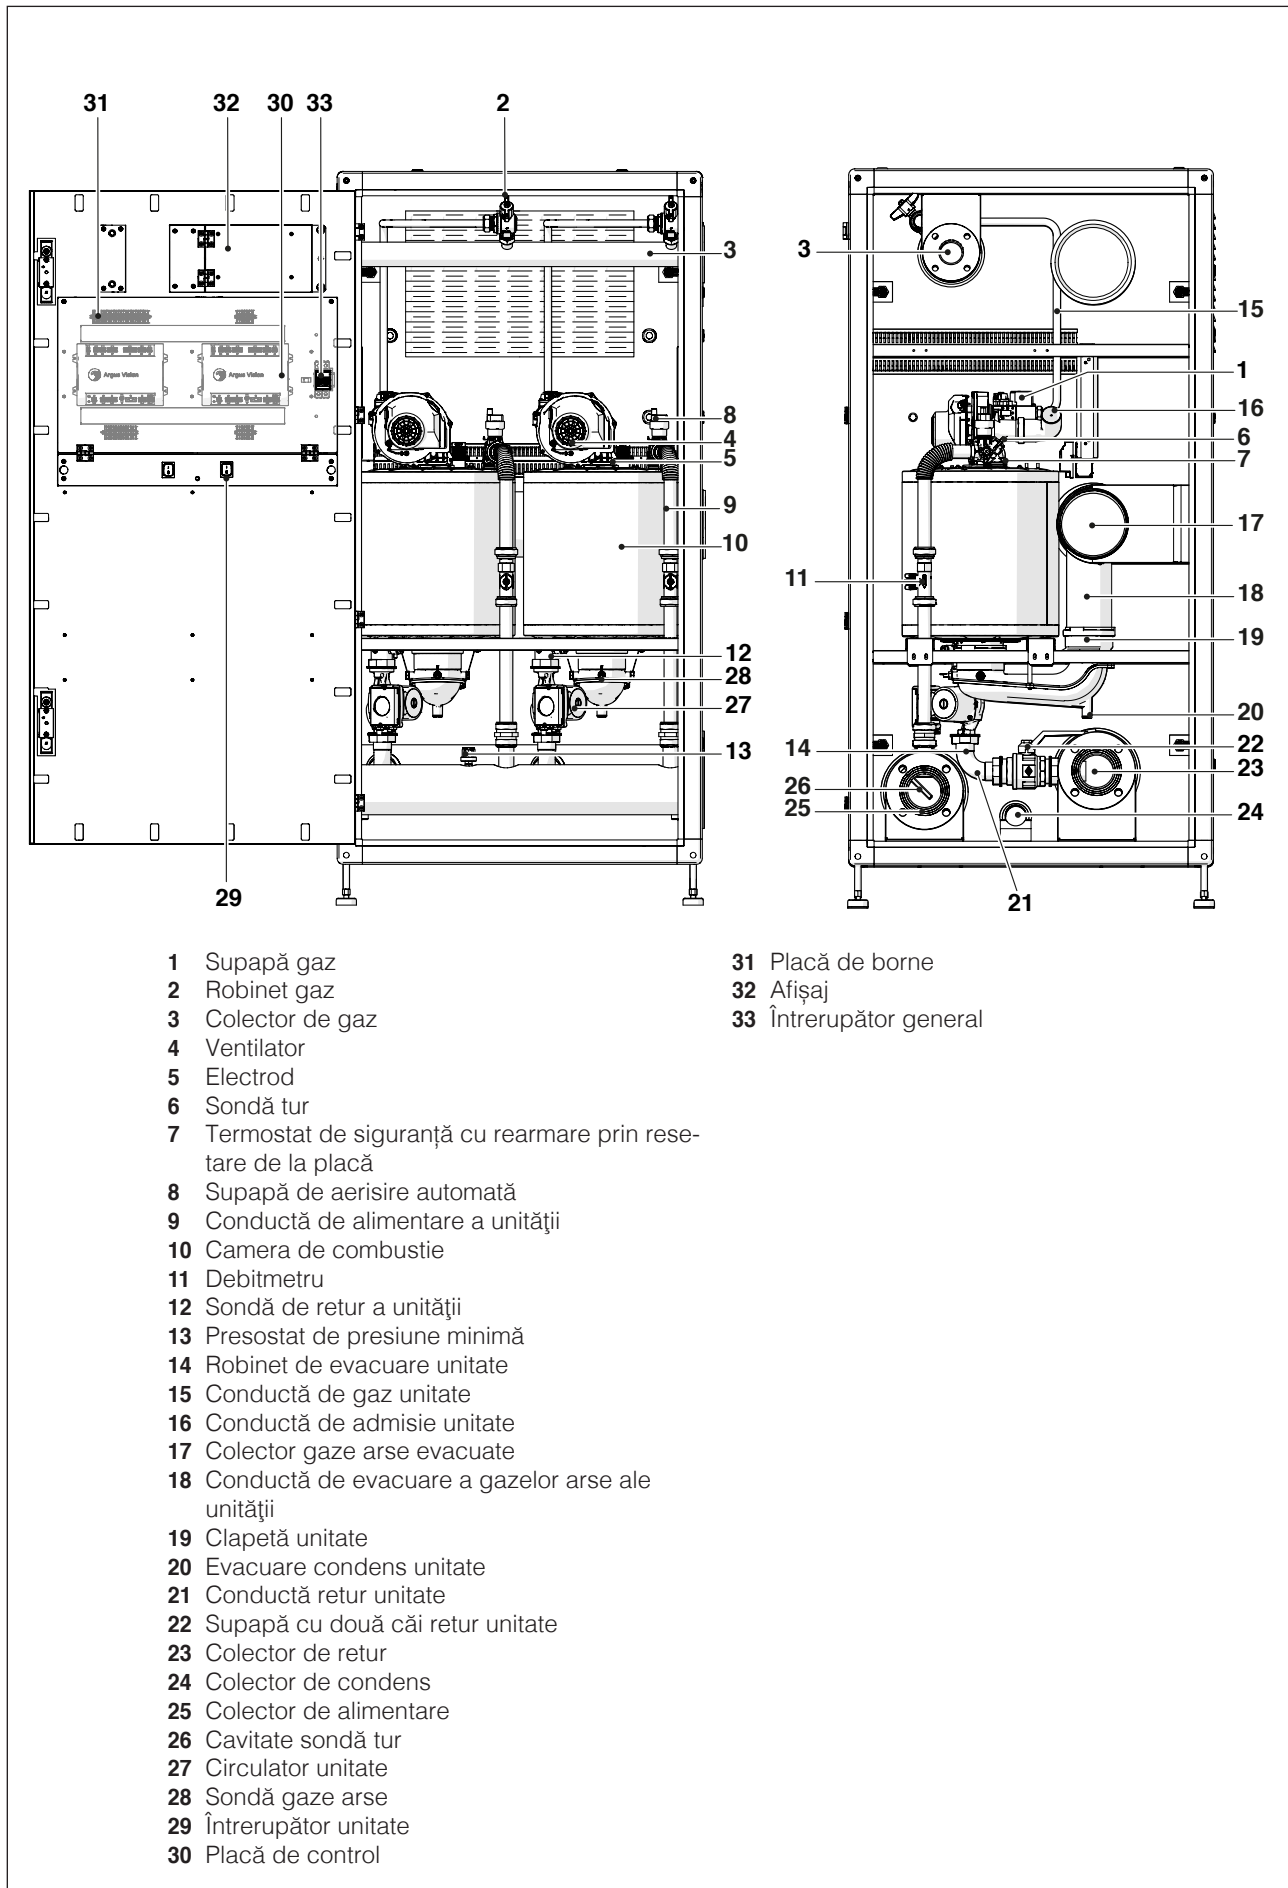 31 32 30 33 2
3
8
4
5
9
10
12
28
27
13
29
3
15
1
16
6
7
17
11
18
19
20
14
22
23
26
25
24
21
Argus Vision Argus Vision
1 Supapă gaz
2 Robinet gaz
3 Colector de gaz
4 Ventilator
5 Electrod
6 Sondă tur
7 Termostat de siguranță cu rearmare prin rese-
tare de la placă
8 Supapă de aerisire automată
9 Conductă de alimentare a unităţii
10 Camera de combustie
11 Debitmetru
12 Sondă de retur a unităţii
13 Presostat de presiune minimă
14 Robinet de evacuare unitate
15 Conductă de gaz unitate
16 Conductă de admisie unitate
17 Colector gaze arse evacuate
18 Conductă de evacuare a gazelor arse ale
unităţii
19 Clapetă unitate
20 Evacuare condens unitate
21 Conductă retur unitate
22 Supapă cu două căi retur unitate
23 Colector de retur
24 Colector de condens
25 Colector de alimentare
26 Cavitate sondă tur
27 Circulator unitate
28 Sondă gaze arse
29 Întrerupător unitate
30 Placă de control
31 Placă de borne
32 Afișaj
33 Întrerupător general